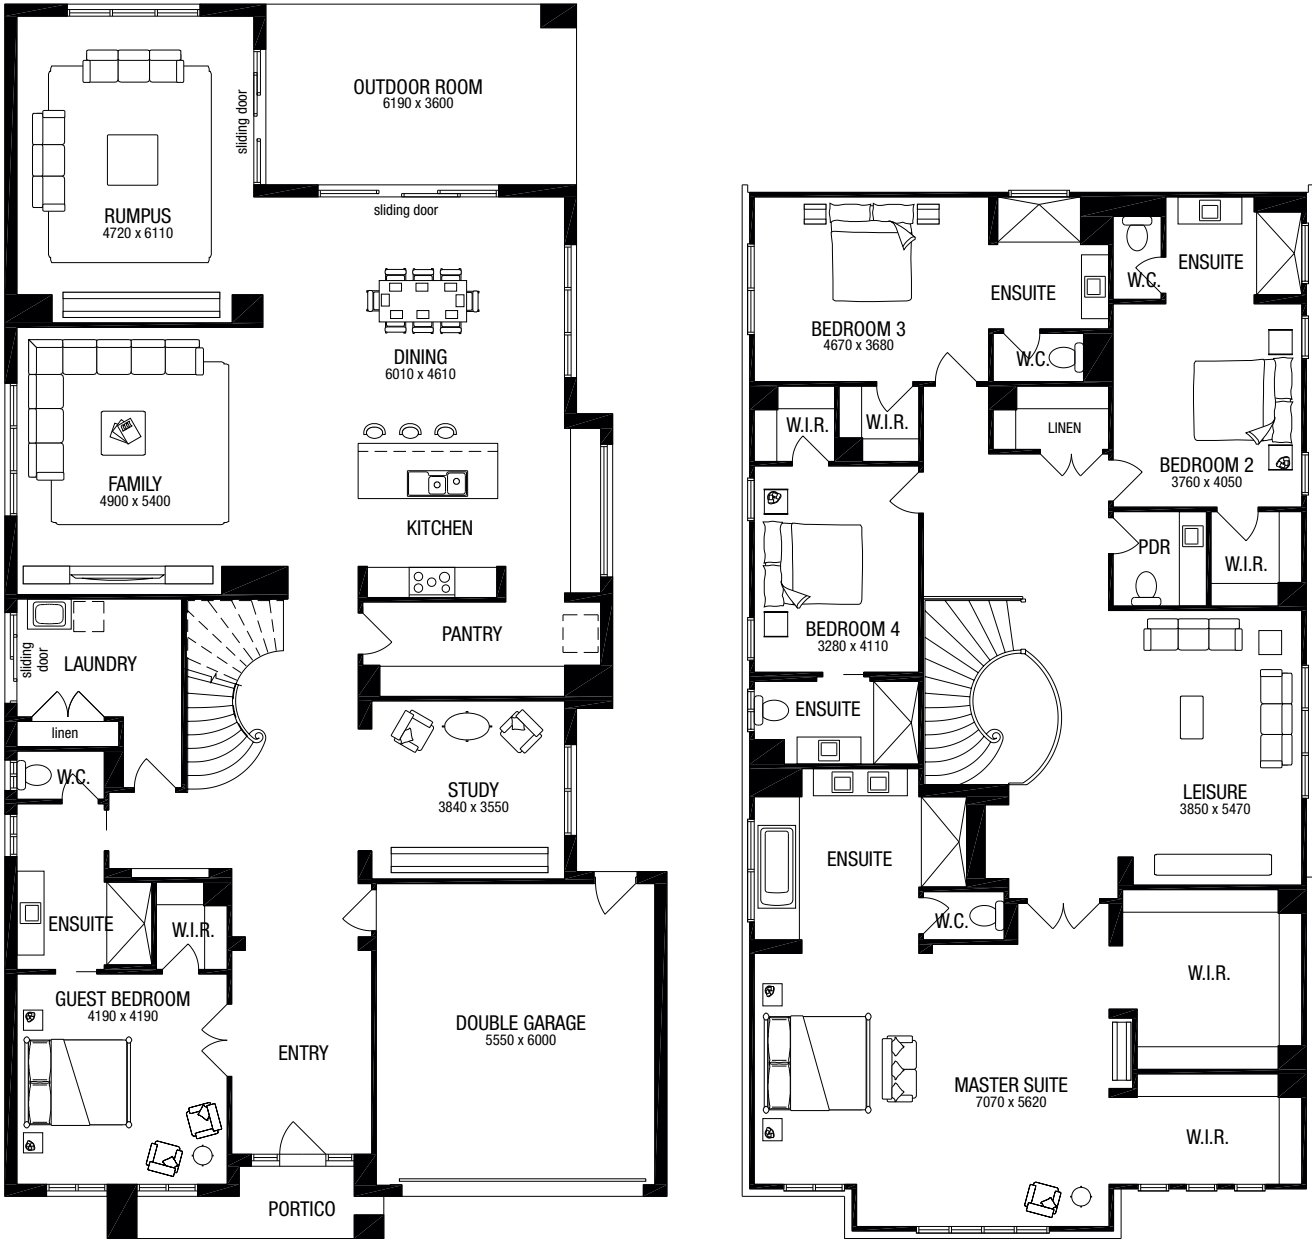 OUTDOOR ROOM
6190 x 3600
sliding door
RUMPUS
4720 x 6110
sliding door
DINING
6010 x 4610
FAMILY
4900 x 5400
KITCHEN
PANTRY
sliding
door
LAUNDRY
linen
W.C.
STUDY
3840 x 3550
ENSUITE
W.I.R.
GUEST BEDROOM
4190 x 4190
ENTRY
DOUBLE GARAGE
5550 x 6000
PORTICO
ENSUITE
W.C.
ENSUITE
BEDROOM 3
4670 x 3680
W.C.
W.I.R.
W.I.R.
LINEN
BEDROOM 2
3760 x 4050
PDR
W.I.R.
BEDROOM 4
3280 x 4110
ENSUITE
LEISURE
3850 x 5470
ENSUITE
W.C.
W.I.R.
MASTER SUITE
7070 x 5620
W.I.R.